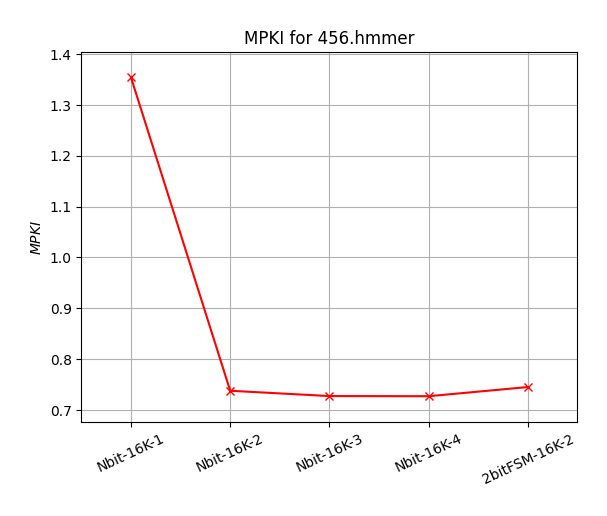 MPKI for 456.hmmer
1.4
1.3
1.2
1.1
1.0
0.9
0.8
0.7
MPKI
Nbit-16K-1
Nbit-16K-2
Nbit-16K-3
Nbit-16K-4
2bitFSM-16K-2